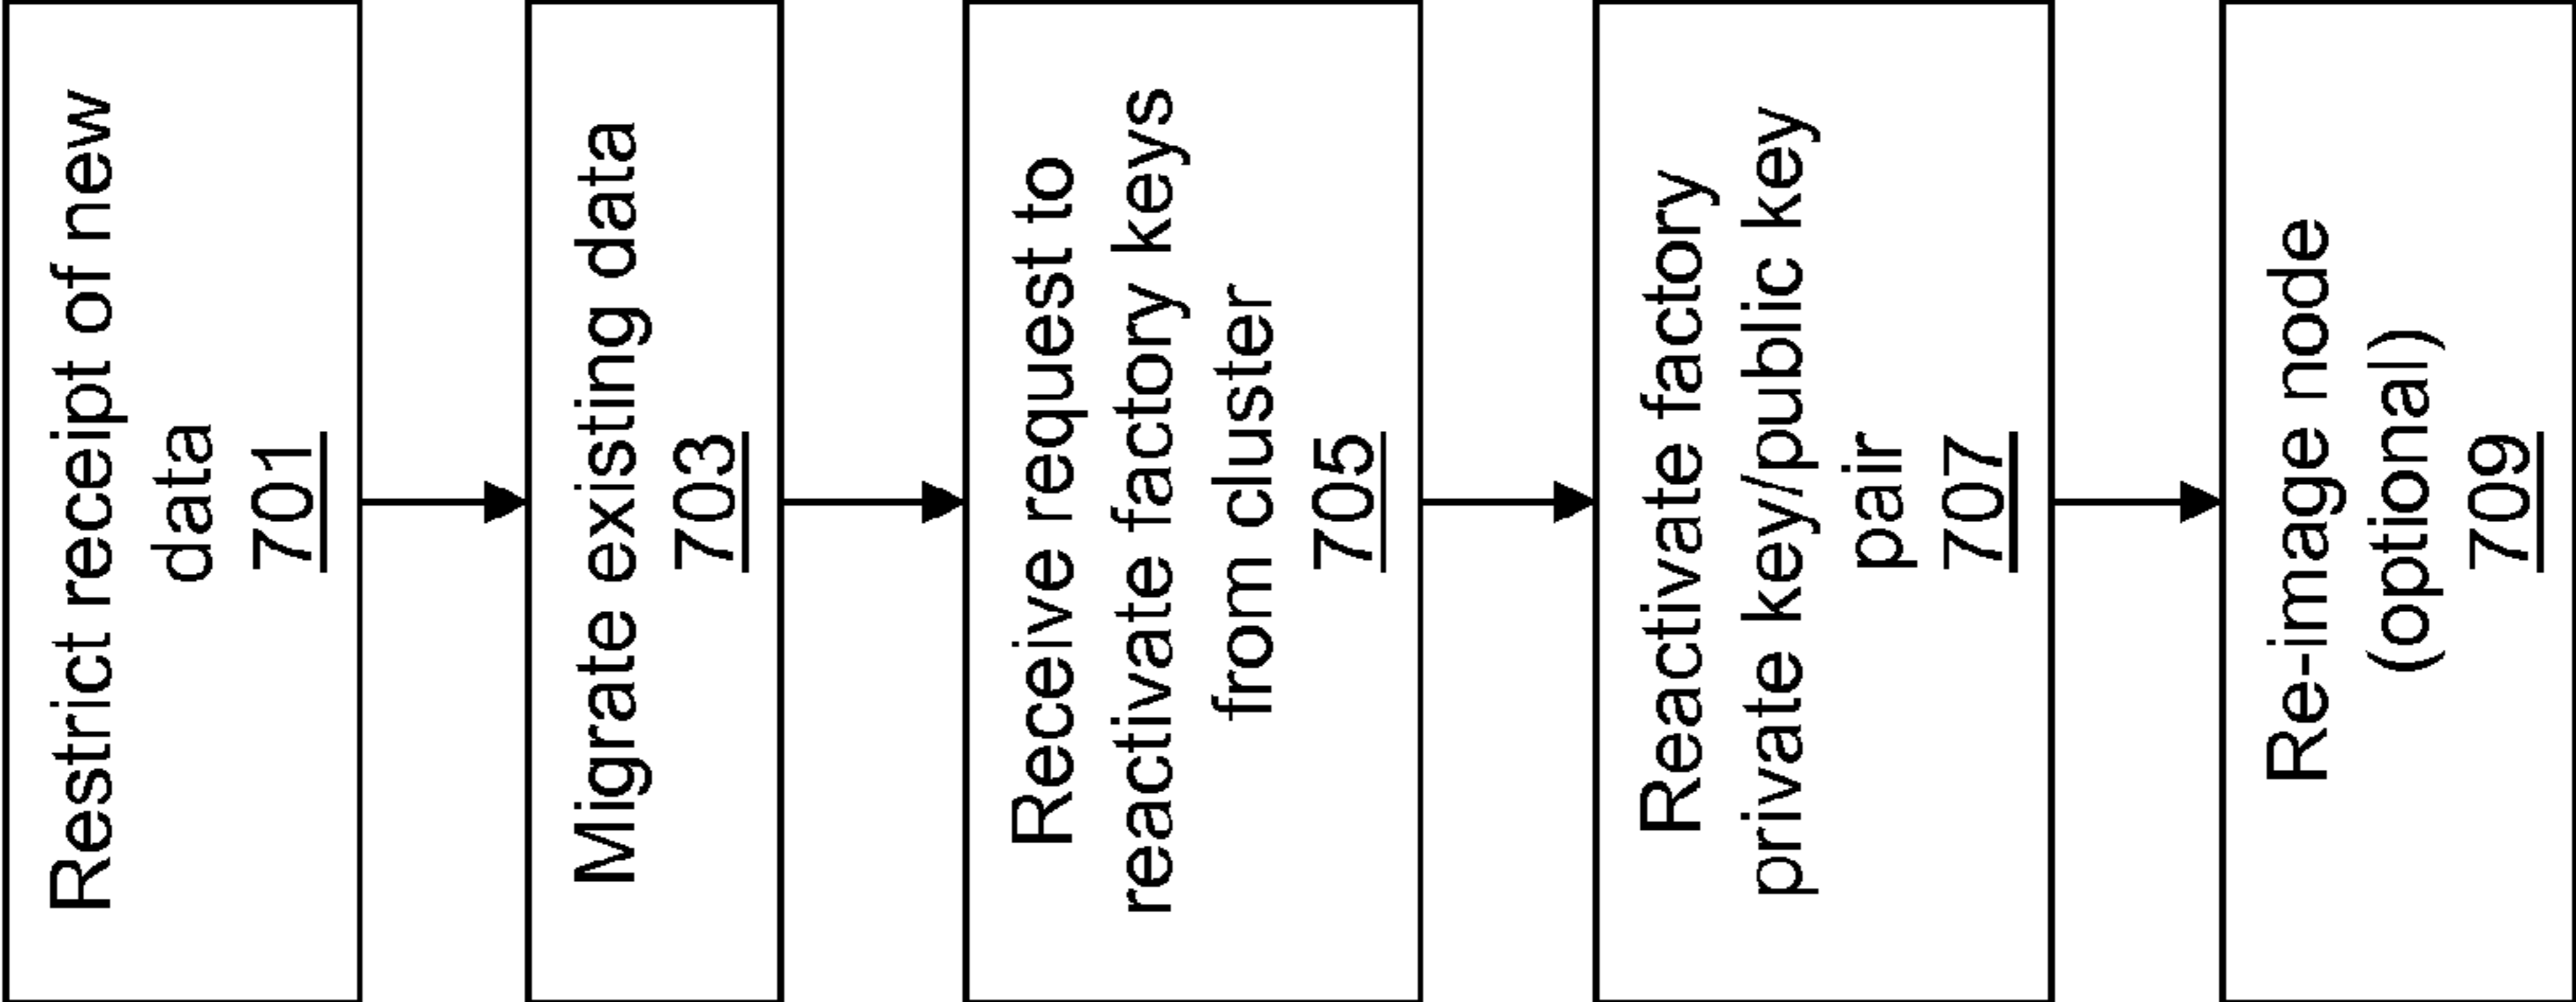 Restrict receipt of new
data
701
Migrate existing data
703
Receive request to
reactivate factory keys
from cluster
705
Reactivate factory
private key/public key
pair
707
Re-image node
(optional)
709